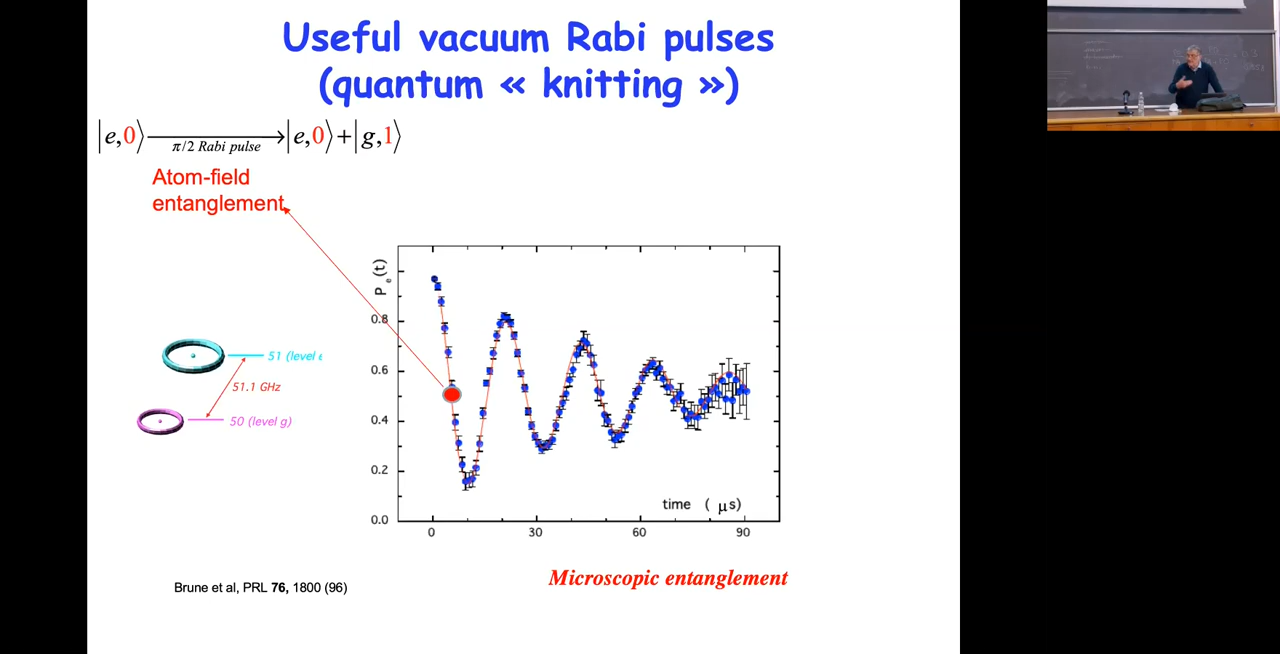 Useful vacuum Rabi pulses
(quantum « knitting »)
|e,0⟩ ⟶ |e,0⟩+|g,1⟩
π/2 Rabi pulse
Atom-field
entanglement
P_e(t)
0.8
0.6
0.4
0.2
0.0
0
30
60
90
time ( μs)
51 (level e
51.1 GHz
50 (level g)
Microscopic entanglement
Brune et al, PRL 76, 1800 (96)